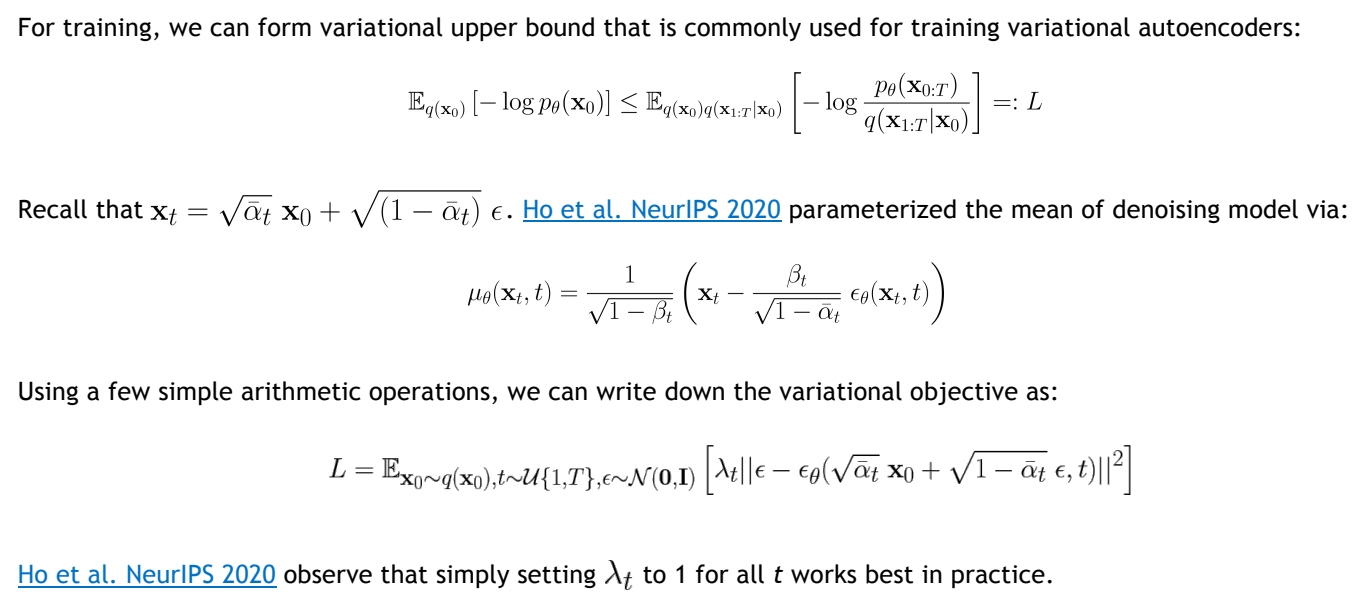 For training, we can form variational upper bound that is commonly used for training variational autoencoders:
$\mathbb{E}_{q(\mathbf{x}_0)}\left[-\log p_\theta(\mathbf{x}_0)\right] \leq \mathbb{E}_{q(\mathbf{x}_0)q(\mathbf{x}_{1:T}|\mathbf{x}_0)}\left[-\log \frac{p_\theta(\mathbf{x}_{0:T})}{q(\mathbf{x}_{1:T}|\mathbf{x}_0)}\right] =: L$
Recall that $\mathbf{x}_t = \sqrt{\bar{\alpha}_t}\ \mathbf{x}_0 + \sqrt{(1 - \bar{\alpha}_t)}\ \epsilon$. Ho et al. NeurIPS 2020 parameterized the mean of denoising model via:
$\mu_\theta(\mathbf{x}_t, t) = \frac{1}{\sqrt{1 - \beta_t}}\left(\mathbf{x}_t - \frac{\beta_t}{\sqrt{1 - \bar{\alpha}_t}}\ \epsilon_\theta(\mathbf{x}_t, t)\right)$
Using a few simple arithmetic operations, we can write down the variational objective as:
$L = \mathbb{E}_{\mathbf{x}_0 \sim q(\mathbf{x}_0), t \sim \mathcal{U}\{1,T\}, \epsilon \sim \mathcal{N}(\mathbf{0}, \mathbf{I})}\left[\lambda_t ||\epsilon - \epsilon_\theta(\sqrt{\bar{\alpha}_t}\ \mathbf{x}_0 + \sqrt{1 - \bar{\alpha}_t}\ \epsilon, t)||^2\right]$
Ho et al. NeurIPS 2020 observe that simply setting $\lambda_t$ to 1 for all $t$ works best in practice.